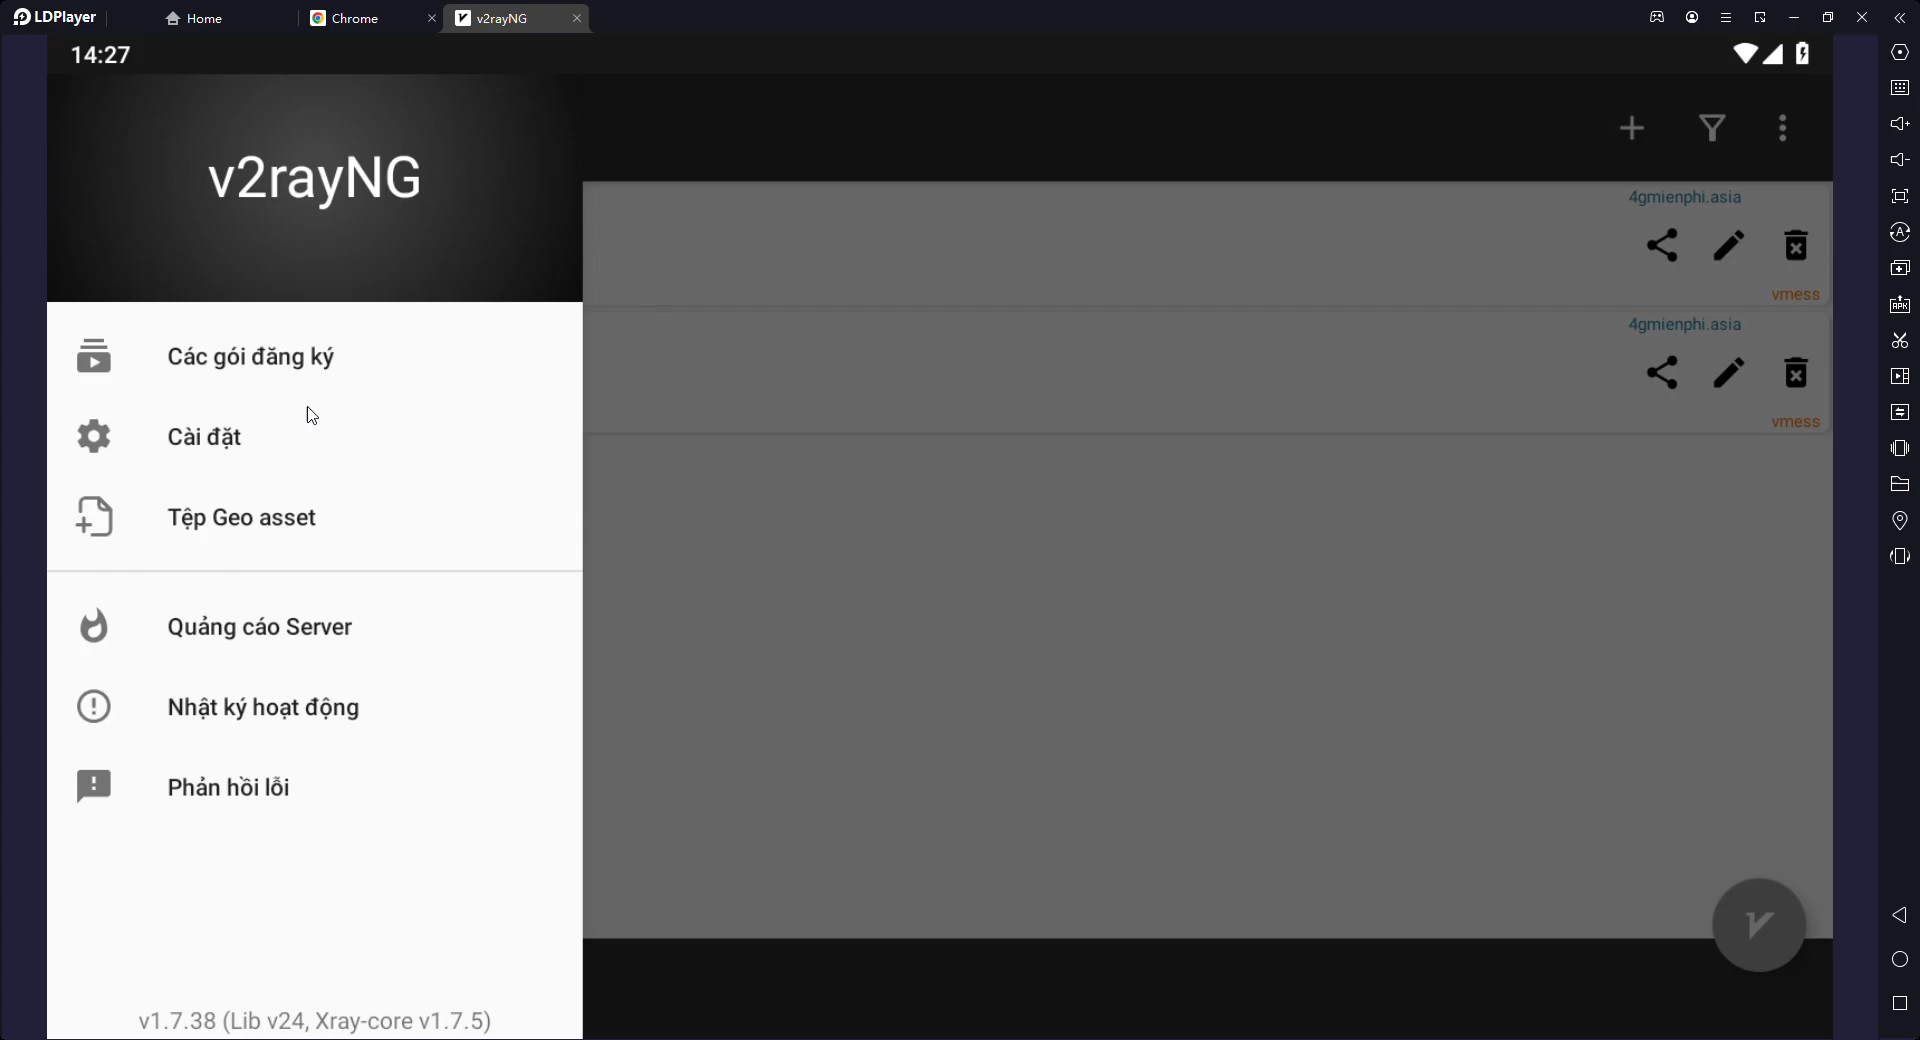 LDPlayer
Home
Chrome
v2rayNG
14:27
v2rayNG
4gmienphi.asia
vmess
4gmienphi.asia
vmess
Các gói đăng ký
Cài đặt
Tệp Geo asset
Quảng cáo Server
Nhật ký hoạt động
Phản hồi lỗi
v1.7.38 (Lib v24, Xray-core v1.7.5)
APK
A